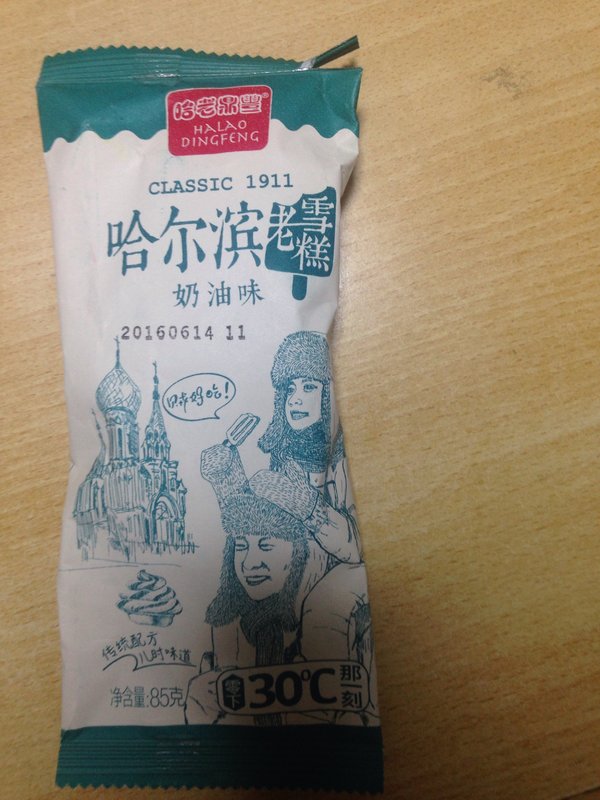 哈老鼎豐
HALAO
DINGFENG
CLASSIC 1911
哈尔滨老雪糕
奶油味
20160614 11
哮好吃!
传统配方
儿时味道
净含量:85克
零下30℃那一刻